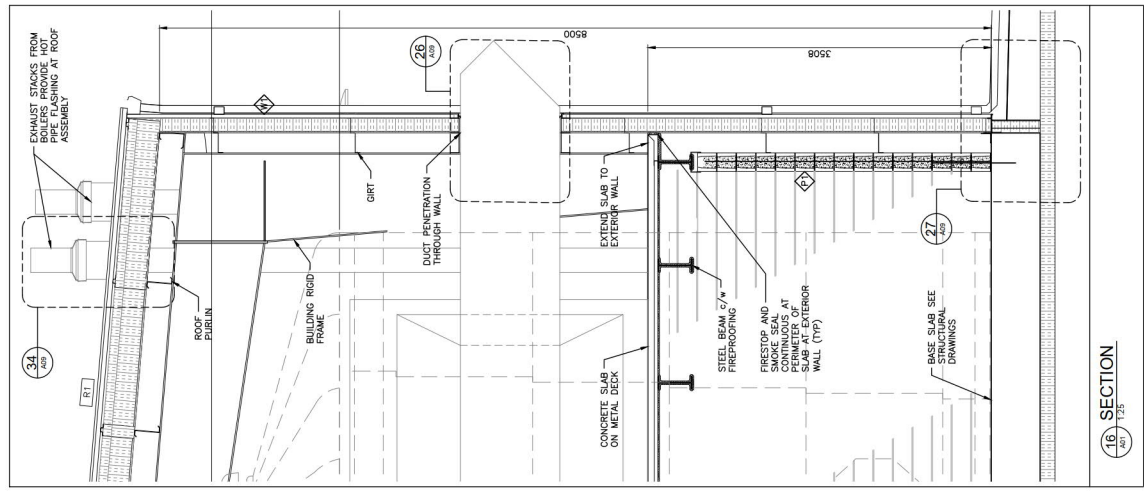 EXHAUST STACKS FROM
BOILERS PROVIDE HOT
PIPE FLASHING AT ROOF
ASSEMBLY
34
A09
R1
ROOF
PURLIN
BUILDING RIGID
FRAME
GIRT
W1
26
A09
8500
DUCT PENETRATION
THROUGH WALL
3508
EXTEND SLAB TO
EXTERIOR WALL
CONCRETE SLAB
ON METAL DECK
STEEL BEAM c/w
FIREPROOFING
FIRESTOP AND
SMOKE SEAL
CONTINUOUS AT
PERIMETER OF
SLAB AT EXTERIOR
WALL (TYP)
P1
27
A09
BASE SLAB SEE
STRUCTURAL
DRAWINGS
16
A01
SECTION
1:25